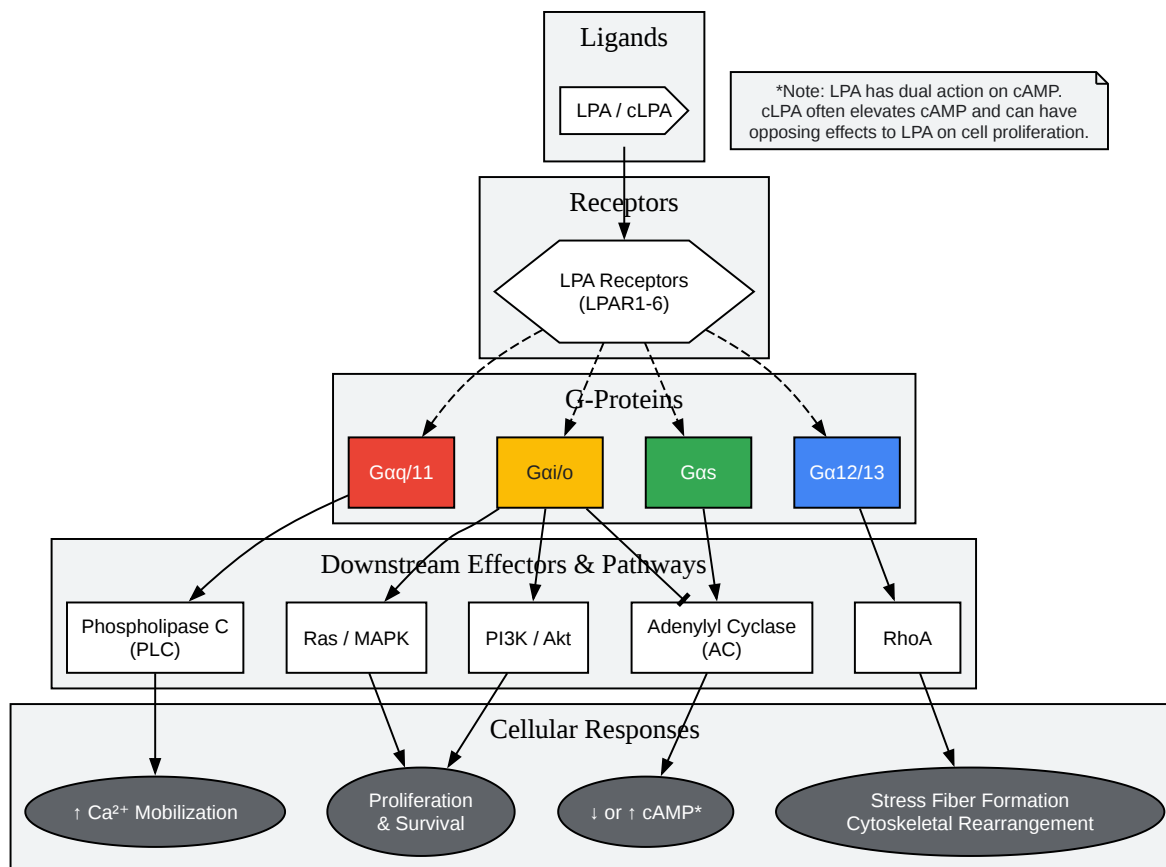 Ligands
LPA / cLPA
*Note: LPA has dual action on cAMP.
cLPA often elevates cAMP and can have
opposing effects to LPA on cell proliferation.
Receptors
LPA Receptors
(LPAR1-6)
G-Proteins
Gαq/11
Gαi/o
Gαs
Gα12/13
Downstream Effectors & Pathways
Phospholipase C
(PLC)
Ras / MAPK
PI3K / Akt
Adenylyl Cyclase
(AC)
RhoA
Cellular Responses
↑ Ca²⁺ Mobilization
Proliferation
& Survival
↓ or ↑ cAMP*
Stress Fiber Formation
Cytoskeletal Rearrangement